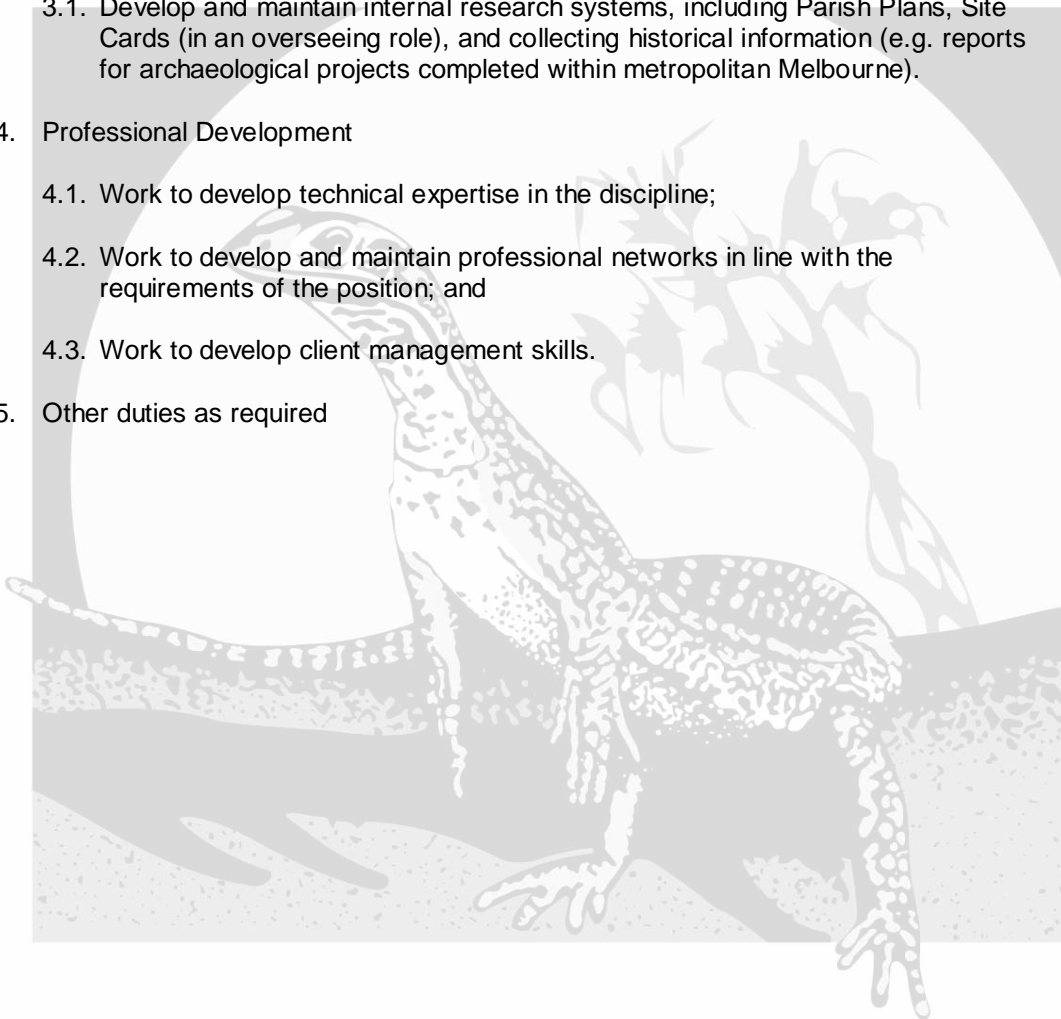 3.1. Develop and maintain internal research systems, including Parish Plans, Site
Cards (in an overseeing role), and collecting historical information (e.g. reports
for archaeological projects completed within metropolitan Melbourne).
4. Professional Development
4.1. Work to develop technical expertise in the discipline;
4.2. Work to develop and maintain professional networks in line with the
requirements of the position; and
4.3. Work to develop client management skills.
5. Other duties as required